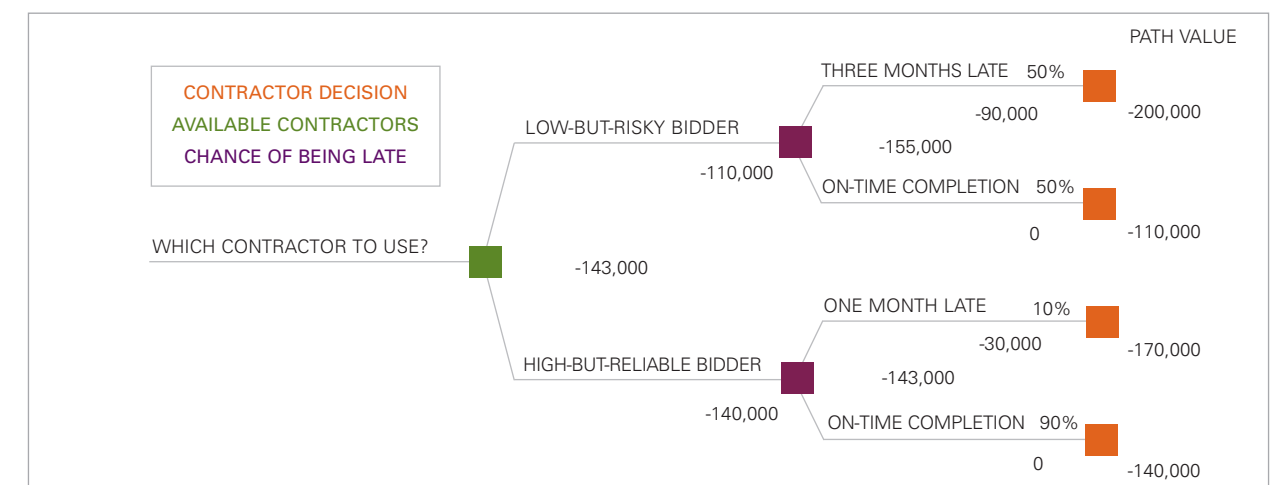 PATH VALUE
CONTRACTOR DECISION
AVAILABLE CONTRACTORS
CHANCE OF BEING LATE
THREE MONTHS LATE 50%
-90,000
-200,000
LOW-BUT-RISKY BIDDER
-110,000
-155,000
ON-TIME COMPLETION 50%
0
-110,000
WHICH CONTRACTOR TO USE?
-143,000
ONE MONTH LATE 10%
-30,000
-170,000
HIGH-BUT-RELIABLE BIDDER
-140,000
-143,000
ON-TIME COMPLETION 90%
0
-140,000